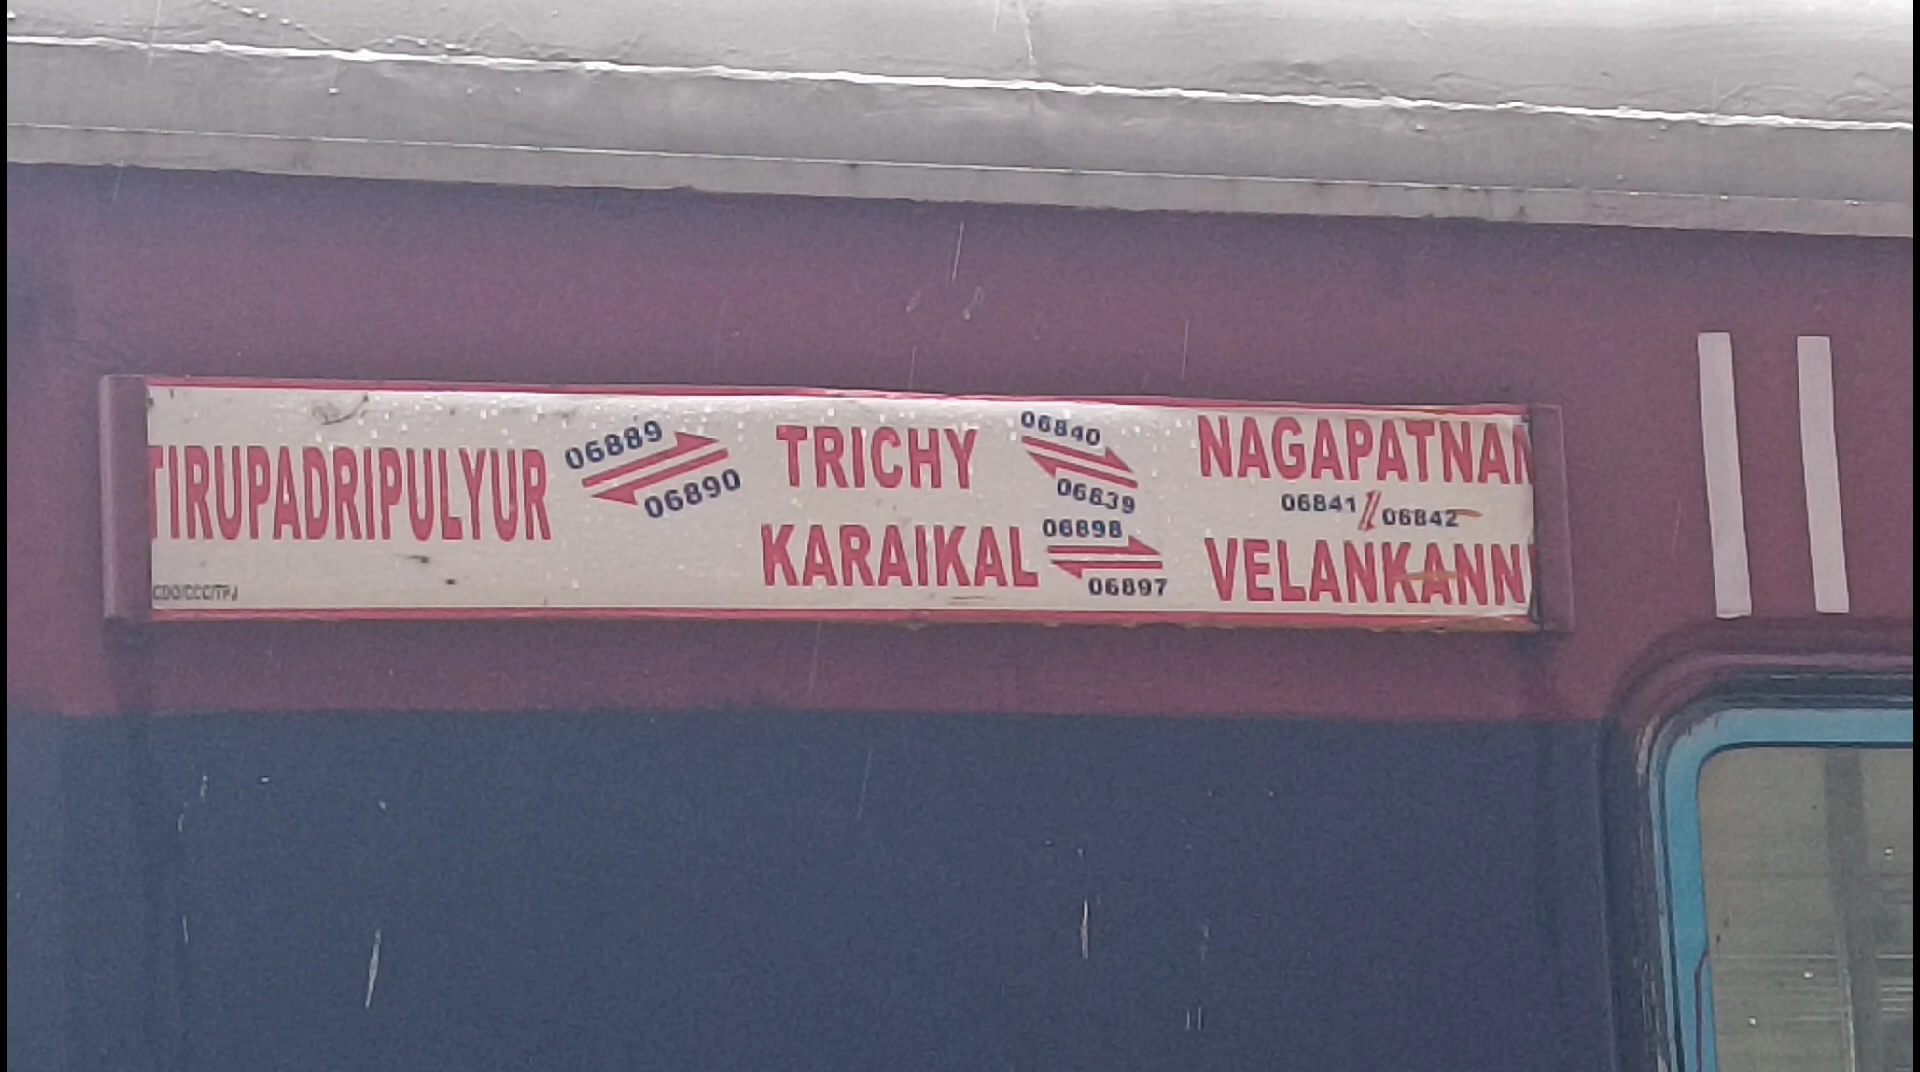 TIRUPADRIPULYUR
06889
06890
TRICHY
06840
06839
NAGAPATNAM
06841 06842
KARAIKAL
06898
06897
VELANKANNI
CDO/CCC/TPJ